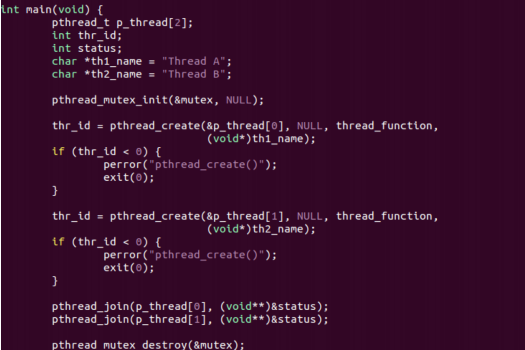 int main(void) {
        pthread_t p_thread[2];
        int thr_id;
        int status;
        char *th1_name = "Thread A";
        char *th2_name = "Thread B";

        pthread_mutex_init(&mutex, NULL);

        thr_id = pthread_create(&p_thread[0], NULL, thread_function,
                                (void*)th1_name);
        if (thr_id < 0) {
                perror("pthread_create()");
                exit(0);
        }

        thr_id = pthread_create(&p_thread[1], NULL, thread_function,
                                (void*)th2_name);
        if (thr_id < 0) {
                perror("pthread_create()");
                exit(0);
        }

        pthread_join(p_thread[0], (void**)&status);
        pthread_join(p_thread[1], (void**)&status);

        pthread_mutex_destroy(&mutex);